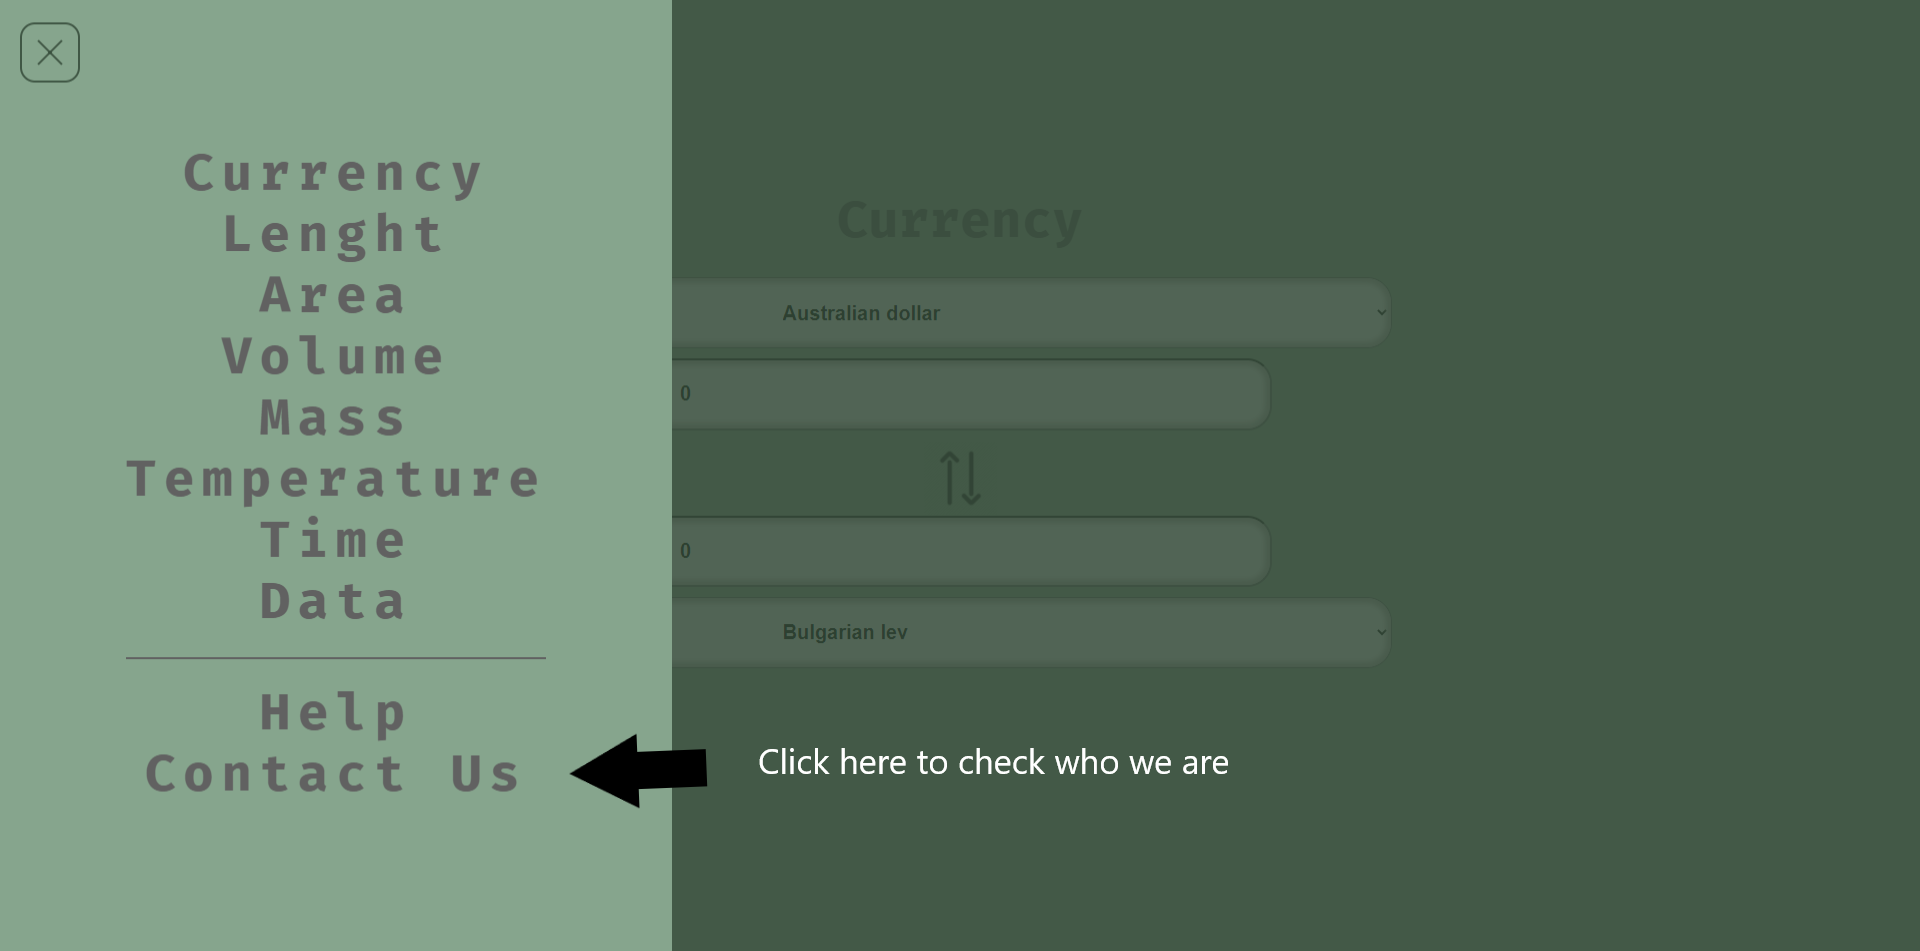 Currency
Lenght
Area
Volume
Mass
Temperature
Time
Data
Help
Contact Us
Currency
Australian dollar
0
0
Bulgarian lev
Click here to check who we are